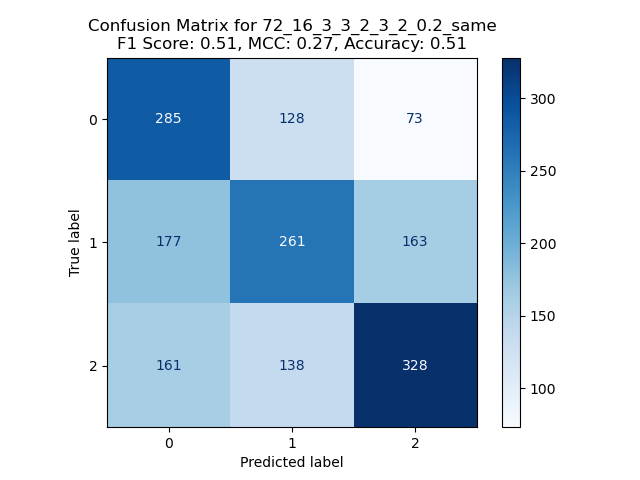 Confusion Matrix for 72_16_3_3_2_3_2_0.2_same
F1 Score: 0.51, MCC: 0.27, Accuracy: 0.51
0 285 128 73
1 177 261 163
2 161 138 328
0 1 2
True label
Predicted label
300
250
200
150
100